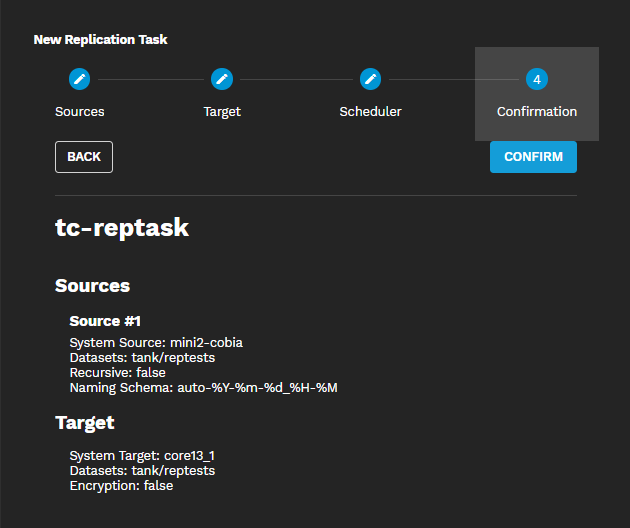 New Replication Task
4
Sources Target Scheduler Confirmation
BACK CONFIRM
tc-reptask
Sources
Source #1
System Source: mini2-cobia
Datasets: tank/reptests
Recursive: false
Naming Schema: auto-%Y-%m-%d_%H-%M
Target
System Target: core13_1
Datasets: tank/reptests
Encryption: false